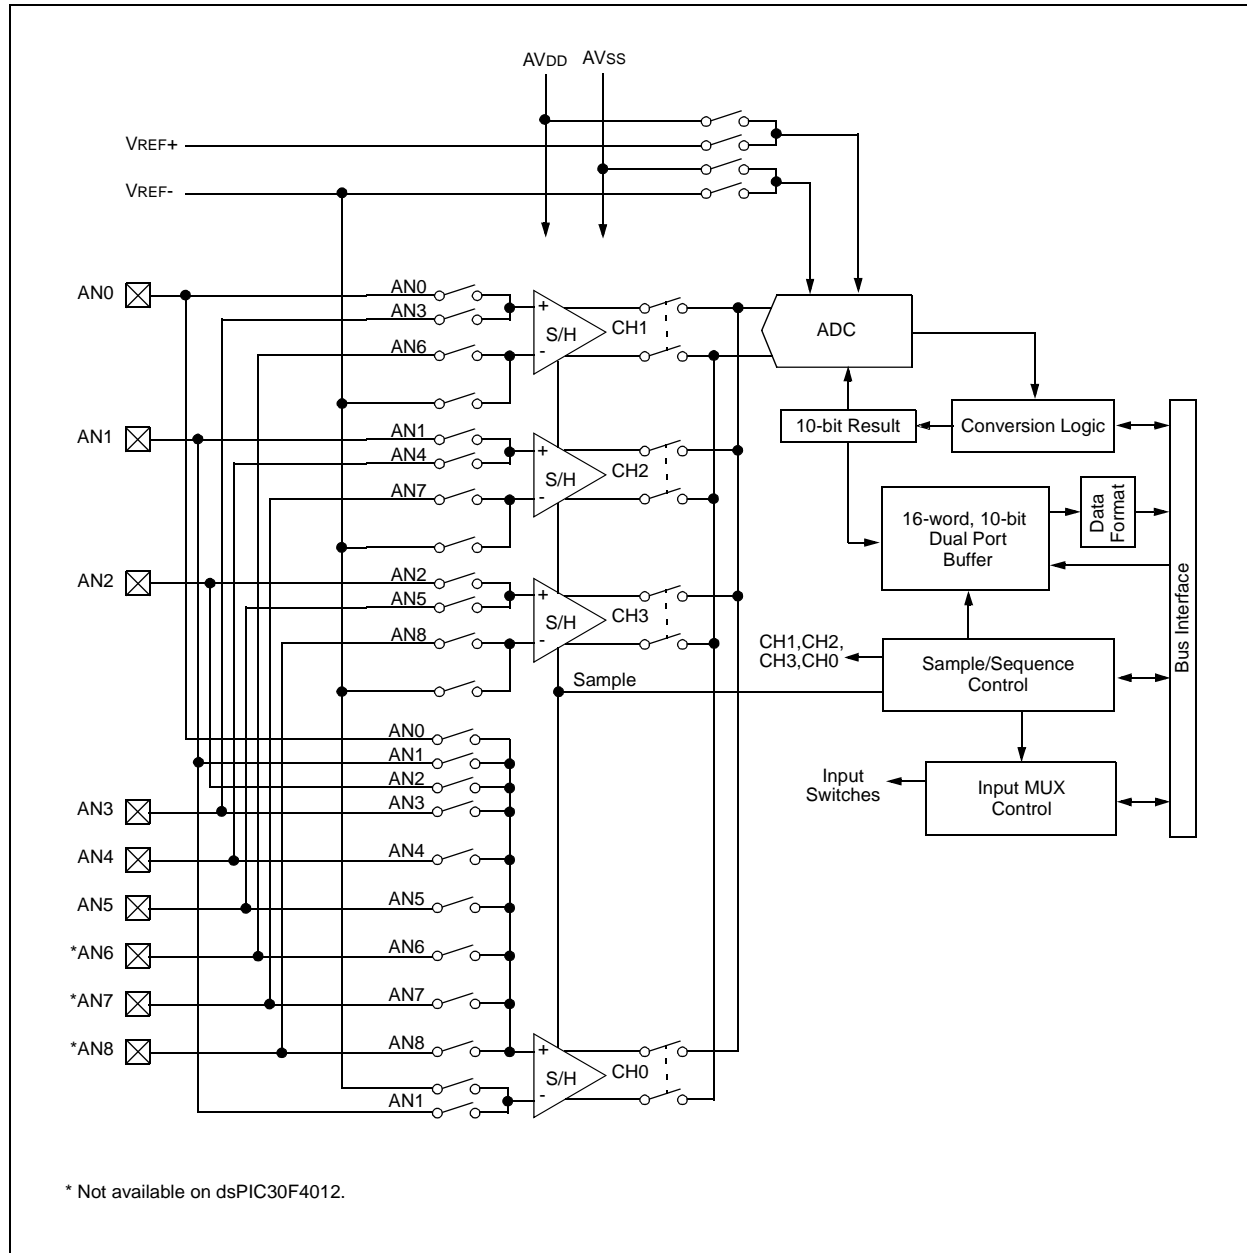 AVDD AVSS
VREF+
VREF-
AN0
AN0
AN3
AN6
+
-
S/H
CH1
ADC
AN1
AN1
AN4
AN7
+
-
S/H
CH2
10-bit Result
Conversion Logic
16-word, 10-bit
Dual Port
Buffer
Data
Format
AN2
AN2
AN5
AN8
+
-
S/H
CH3
CH1,CH2,
CH3,CH0
Sample/Sequence
Control
Bus Interface
Sample
AN0
AN1
AN2
AN3
AN3
Input
Switches
Input MUX
Control
AN4
AN4
AN5
AN5
*AN6
AN6
*AN7
AN7
*AN8
AN8
+
-
S/H
CH0
AN1
* Not available on dsPIC30F4012.